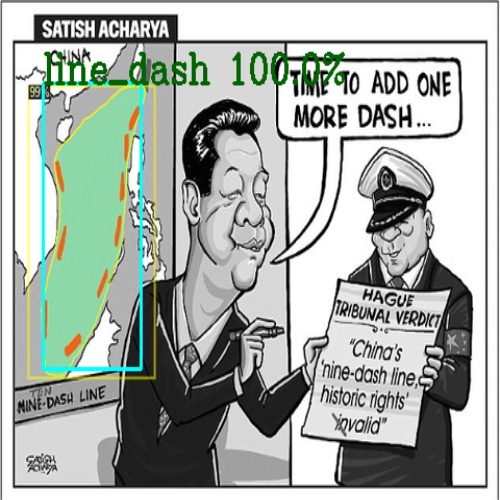 SATISH ACHARYA
CHINA
line_dash 100.0%
99
TIME TO ADD ONE
MORE DASH...
HAGUE
TRIBUNAL VERDICT
"China's
'nine-dash line,
historic rights'
invalid"
TEN
NINE-DASH LINE
SATISH
ACHARYA